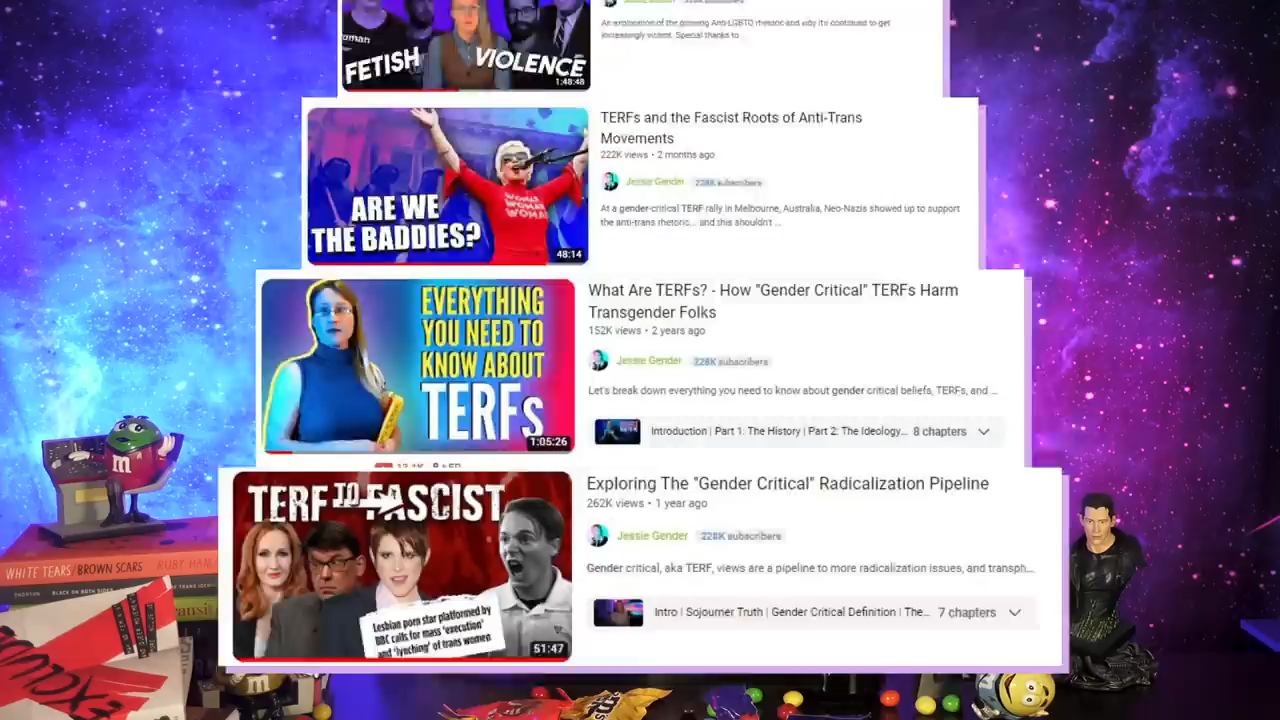 An exploration of the growing Anti-LGBTQ rhetoric and why it's continued to get
increasingly violent. Special thanks to
FETISH
VIOLENCE
1:48:48
TERFs and the Fascist Roots of Anti-Trans
Movements
222K views • 2 months ago
Jessie Gender 228K subscribers
At a gender-critical TERF rally in Melbourne, Australia, Neo-Nazis showed up to support
the anti-trans rhetoric... and this shouldn't ...
ARE WE
THE BADDIES?
48:14
What Are TERFs? - How "Gender Critical" TERFs Harm
Transgender Folks
152K views • 2 years ago
Jessie Gender 228K subscribers
Let's break down everything you need to know about gender critical beliefs, TERFs, and ...
Introduction | Part 1: The History | Part 2: The Ideology... 8 chapters
EVERYTHING
YOU NEED TO
KNOW ABOUT
TERFs
1:05:26
Exploring The "Gender Critical" Radicalization Pipeline
262K views • 1 year ago
Jessie Gender 228K subscribers
Gender critical, aka TERF, views are a pipeline to more radicalization issues, and transph...
Intro | Sojourner Truth | Gender Critical Definition | The... 7 chapters
TERF TO FASCIST
Lesbian porn star platformed by
BBC calls for mass 'execution'
and 'lynching' of trans women
51:47
m
WHITE TEARS/BROWN SCARS RUBY HAM
BLACK ON BOTH SIDES
m